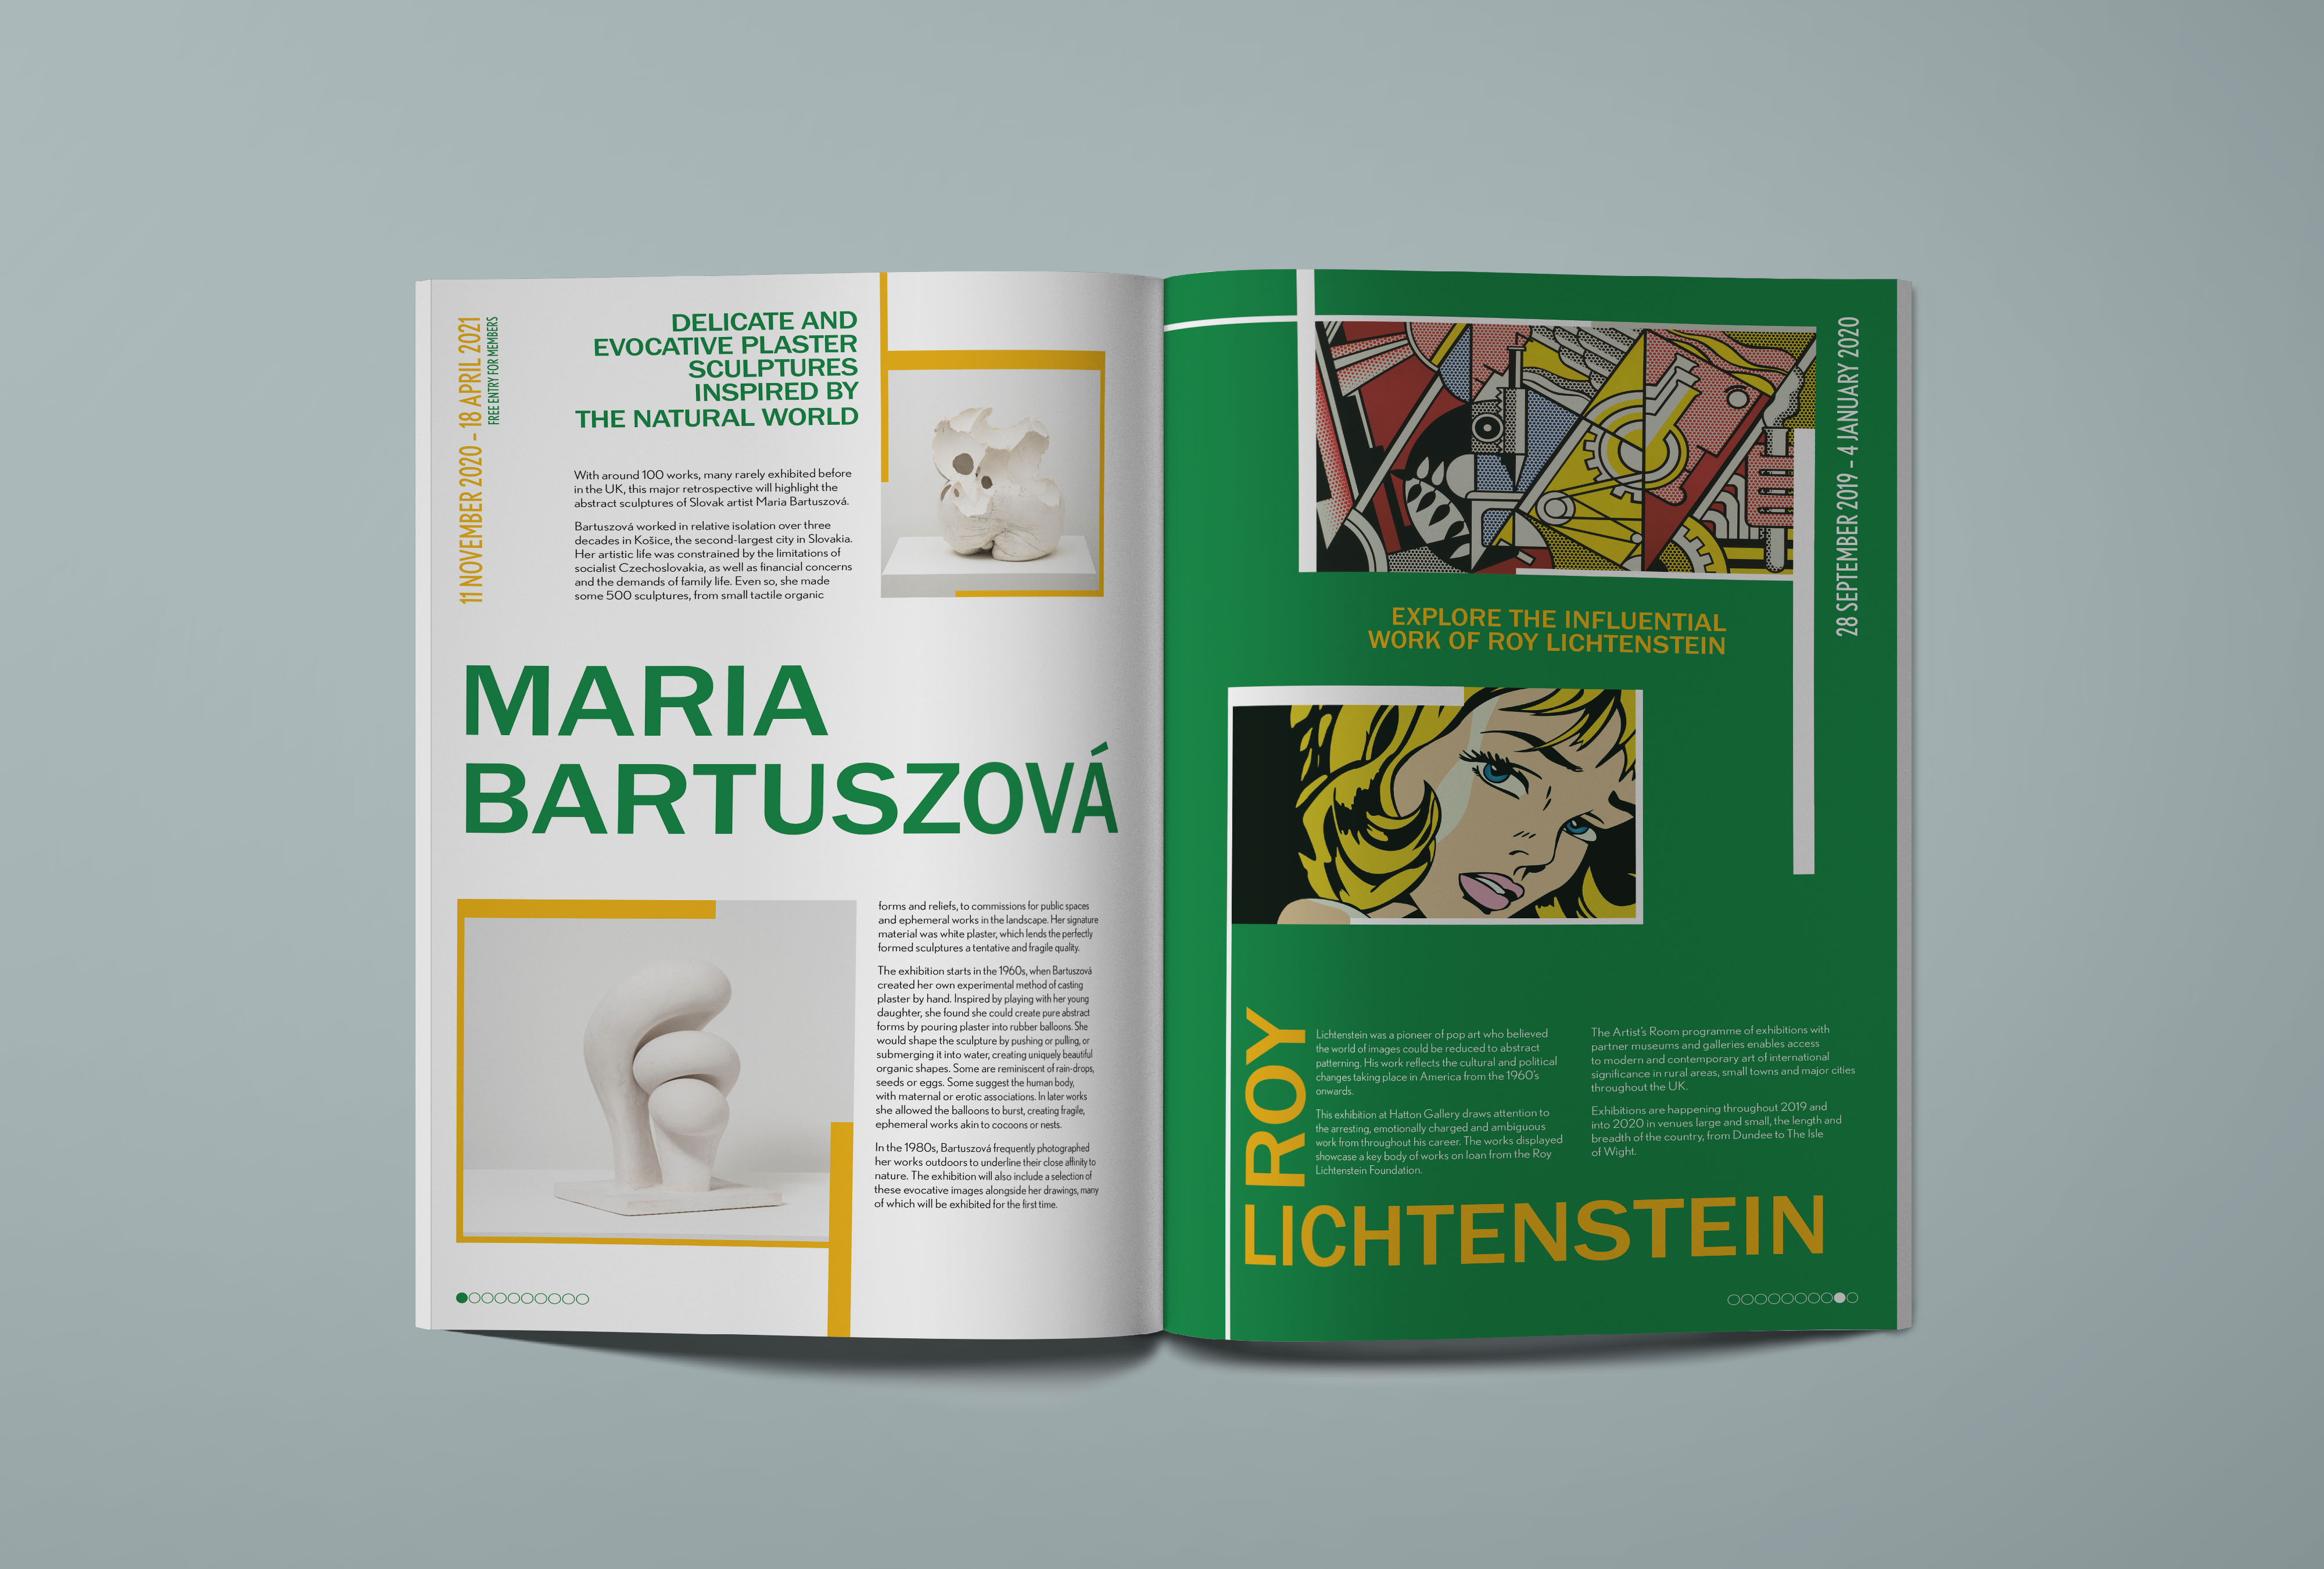 11 NOVEMBER 2020 - 18 APRIL 2021
FREE ENTRY FOR MEMBERS
DELICATE AND
EVOCATIVE PLASTER
SCULPTURES
INSPIRED BY
THE NATURAL WORLD
With around 100 works, many rarely exhibited before
in the UK, this major retrospective will highlight the
abstract sculptures of Slovak artist Maria Bartuszová.
Bartuszová worked in relative isolation over three
decades in Košice, the second-largest city in Slovakia.
Her artistic life was constrained by the limitations of
socialist Czechoslovakia, as well as financial concerns
and the demands of family life. Even so, she made
some 500 sculptures, from small tactile organic
MARIA
BARTUSZOVÁ
forms and reliefs, to commissions for public spaces
and ephemeral works in the landscape. Her signature
material was white plaster, which lends the perfectly
formed sculptures a tentative and fragile quality.
The exhibition starts in the 1960s, when Bartuszová
created her own experimental method of casting
plaster by hand. Inspired by playing with her young
daughter, she found she could create pure abstract
forms by pouring plaster into rubber balloons. She
would shape the sculpture by pushing or pulling, or
submerging it into water, creating uniquely beautiful
organic shapes. Some are reminiscent of rain-drops,
seeds or eggs. Some suggest the human body,
with maternal or erotic associations. In later works
she allowed the balloons to burst, creating fragile,
ephemeral works akin to cocoons or nests.
In the 1980s, Bartuszová frequently photographed
her works outdoors to underline their close affinity to
nature. The exhibition will also include a selection of
these evocative images alongside her drawings, many
of which will be exhibited for the first time.
28 SEPTEMBER 2019 - 4 JANUARY 2020
EXPLORE THE INFLUENTIAL
WORK OF ROY LICHTENSTEIN
ROY
LICHTENSTEIN
Lichtenstein was a pioneer of pop art who believed
the world of images could be reduced to abstract
patterning. His work reflects the cultural and political
changes taking place in America from the 1960's
onwards.
This exhibition at Hatton Gallery draws attention to
the arresting, emotionally charged and ambiguous
work from throughout his career. The works displayed
showcase a key body of works on loan from the Roy
Lichtenstein Foundation.
The Artist's Room programme of exhibitions with
partner museums and galleries enables access
to modern and contemporary art of international
significance in rural areas, small towns and major cities
throughout the UK.
Exhibitions are happening throughout 2019 and
into 2020 in venues large and small, the length and
breadth of the country, from Dundee to The Isle
of Wight.